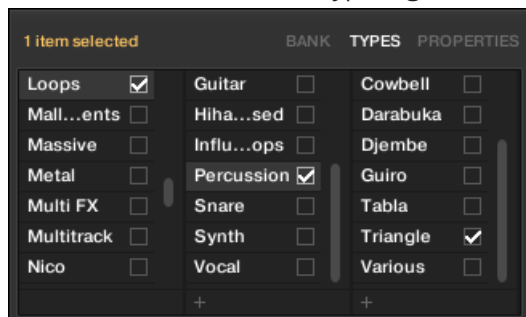 1 item selected BANK TYPES PROPERTIES
Loops Guitar Cowbell
Mall...ents Hiha...sed Darabuka
Massive Influ...ops Djembe
Metal Percussion Guiro
Multi FX Snare Tabla
Multitrack Synth Triangle
Nico Vocal Various
+ +